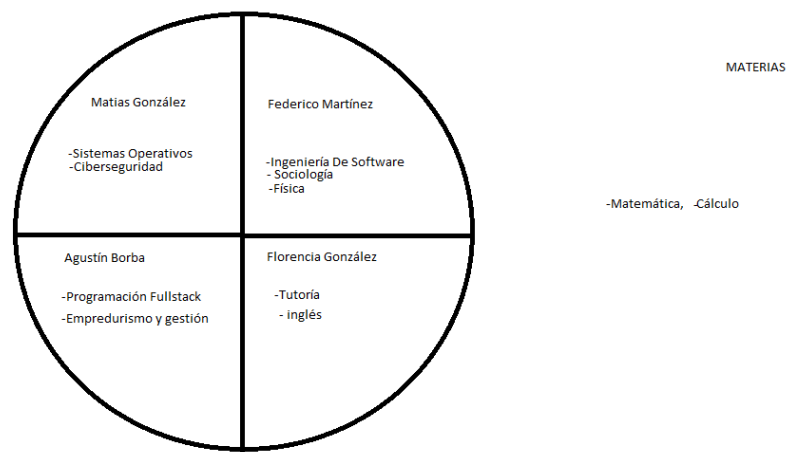 Matias González
-Sistemas Operativos
-Ciberseguridad
Federico Martínez
-Ingeniería De Software
- Sociología
-Física
Agustín Borba
-Programación Fullstack
-Empredurismo y gestión
Florencia González
-Tutoría
- inglés
MATERIAS
-Matemática, -Cálculo